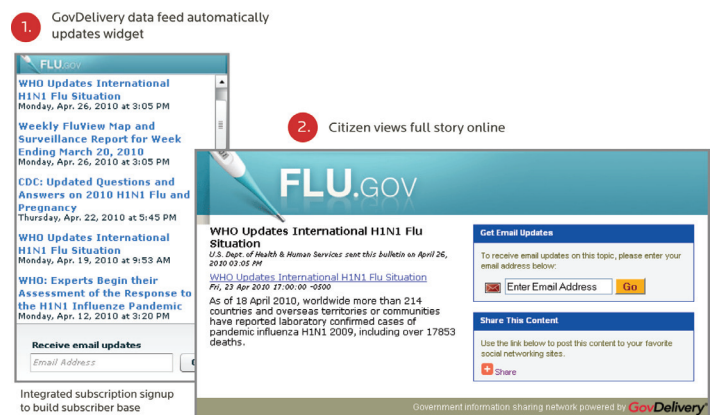 1.
GovDelivery data feed automatically
updates widget
FLU.GOV
WHO Updates International
H1N1 Flu Situation
Monday, Apr. 26, 2010 at 3:05 PM
Weekly FluView Map and
Surveillance Report for Week
Ending March 20, 2010
Monday, Apr. 26, 2010 at 3:05 PM
CDC: Updated Questions and
Answers on 2010 H1N1 Flu and
Pregnancy
Thursday, Apr. 22, 2010 at 5:45 PM
WHO Updates International
H1N1 Flu Situation
Monday, Apr. 19, 2010 at 9:53 AM
WHO: Experts Begin their
Assessment of the Response to
the H1N1 Influenze Pandemic
Monday, Apr. 12, 2010 at 3:20 PM
Receive email updates
Email Address
Integrated subscription signup
to build subscriber base
2.
Citizen views full story online
FLU.GOV
WHO Updates International H1N1 Flu
Situation
U.S. Dept. of Health & Human Services sent this bulletin on April 26,
2010 03:05 PM
WHO Updates International H1N1 Flu Situation
Fri, 23 Apr 2010 17:00:00 -0500
As of 18 April 2010, worldwide more than 214
countries and overseas territories or communities
have reported laboratory confirmed cases of
pandemic influenza H1N1 2009, including over 17853
deaths.
Get Email Updates
To receive email updates on this topic, please enter your
email address below:
Enter Email Address
Go
Share This Content
Use the link below to post this content to your favorite
social networking sites.
Share
Government information sharing network powered by GovDelivery